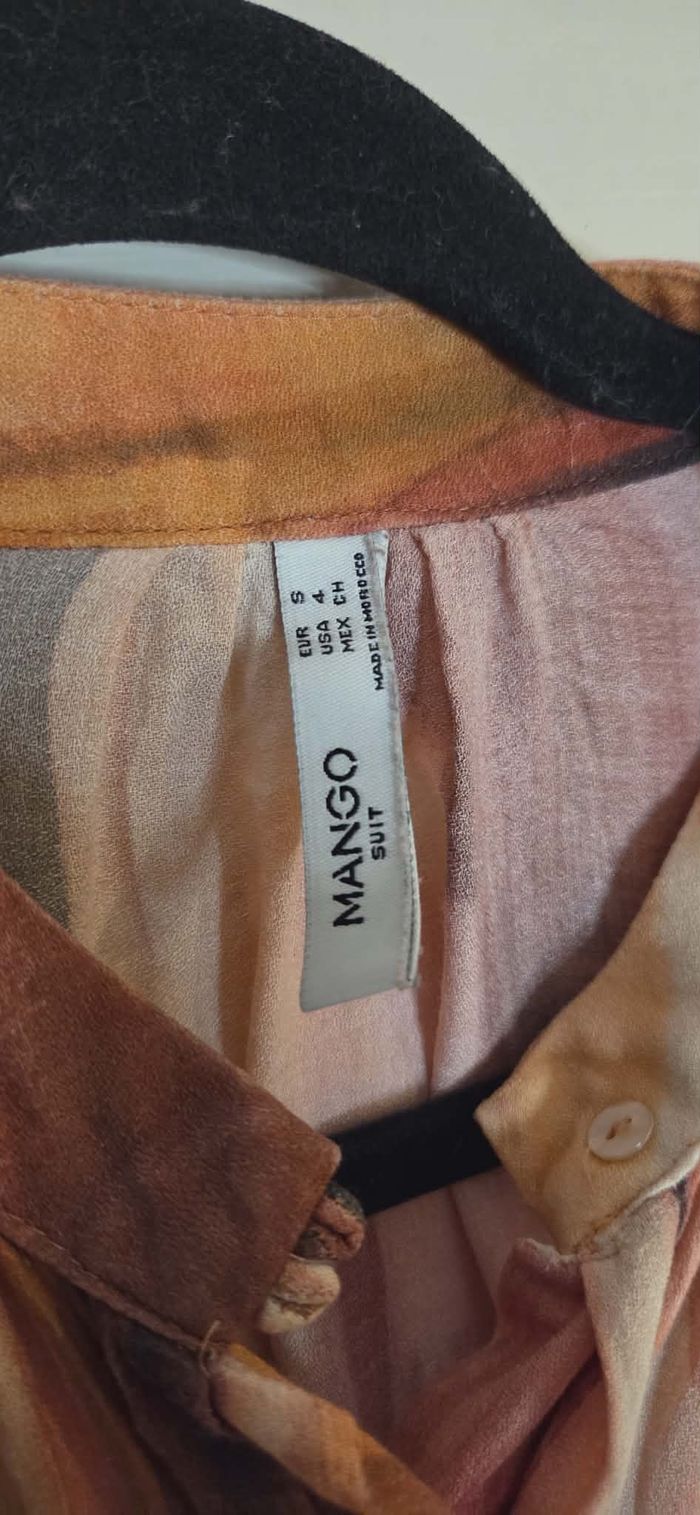 MANGO
SUIT
EUR S
USA 4
MEX CH
MADE IN MOROCCO